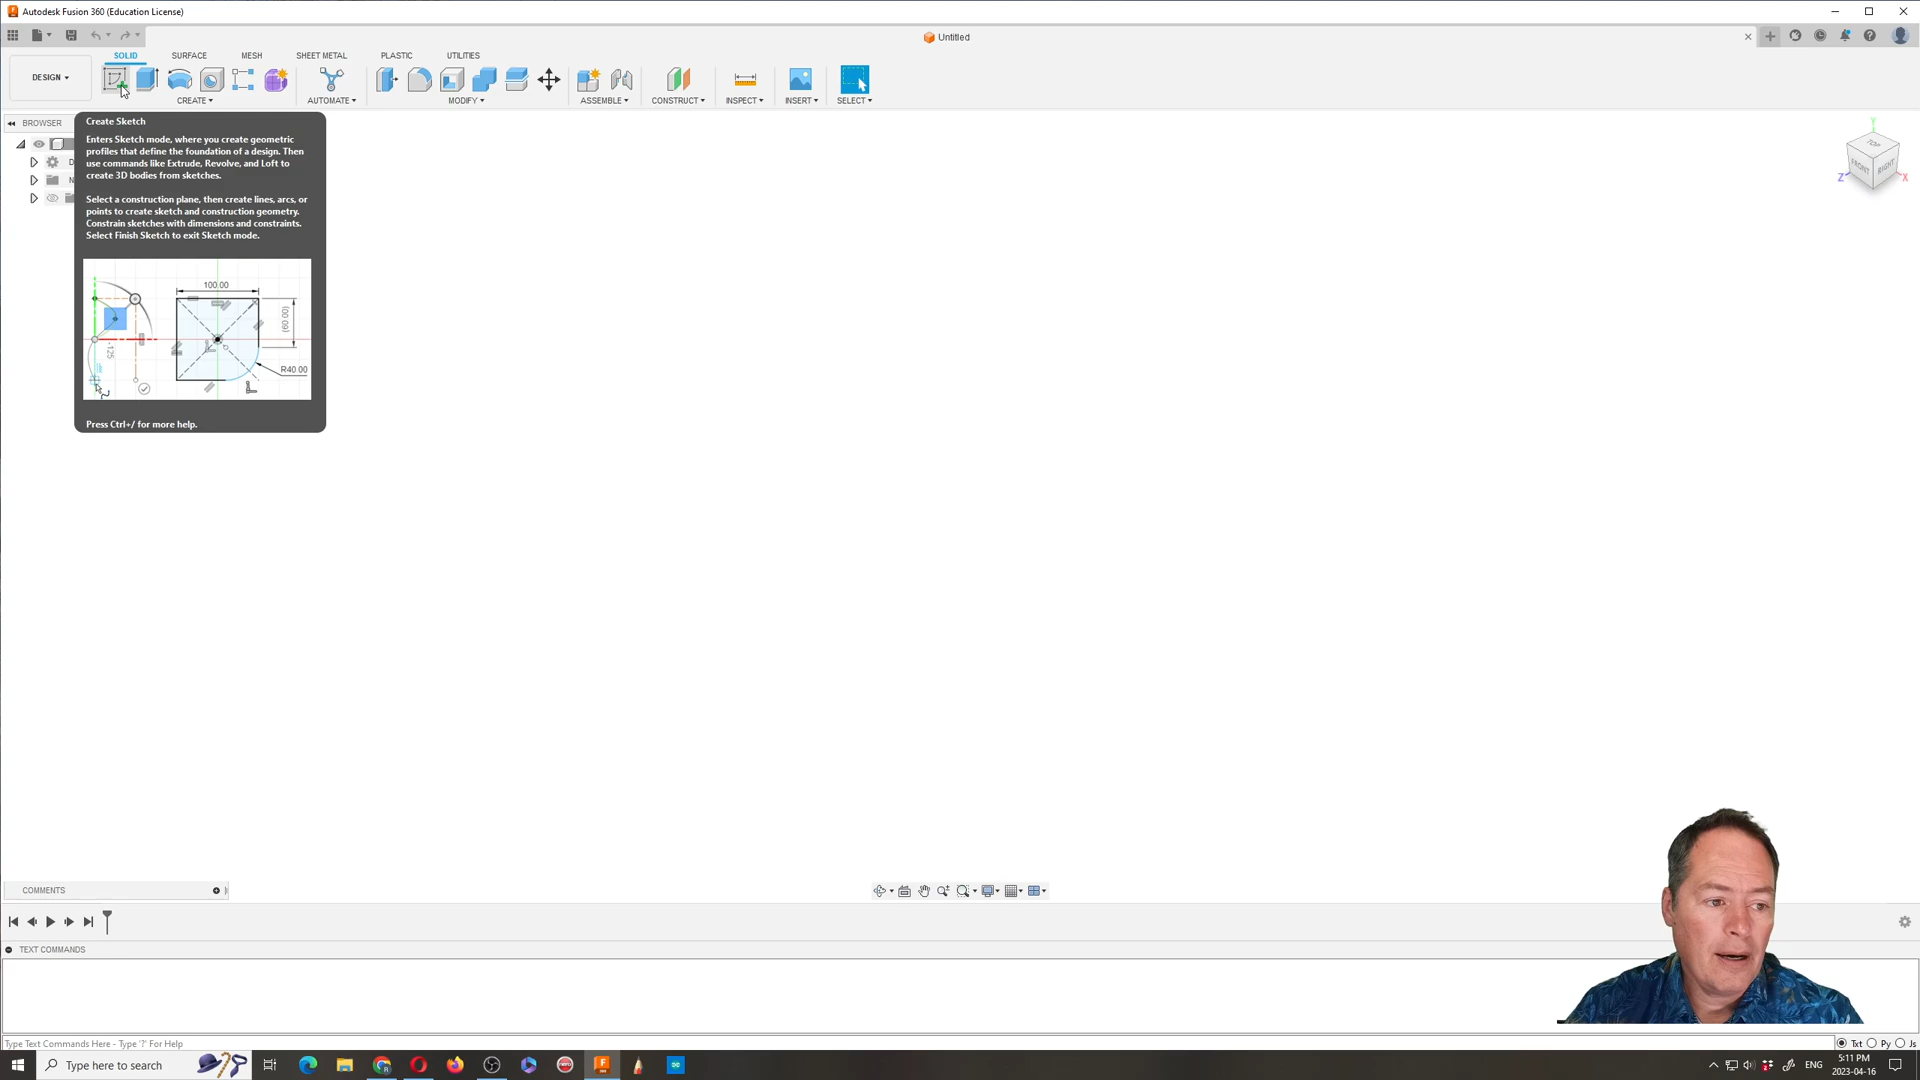 Autodesk Fusion 360 (Education License)
Untitled
SOLID SURFACE MESH SHEET METAL PLASTIC UTILITIES
DESIGN
CREATE AUTOMATE MODIFY ASSEMBLE CONSTRUCT INSPECT INSERT SELECT
BROWSER
Create Sketch
Enters Sketch mode, where you create geometric
profiles that define the foundation of a design. Then
use commands like Extrude, Revolve, and Loft to
create 3D bodies from sketches.
Select a construction plane, then create lines, arcs, or
points to create sketch and construction geometry.
Constrain sketches with dimensions and constraints.
Select Finish Sketch to exit Sketch mode.
100.00
(60.00)
125
R40.00
Press Ctrl+/ for more help.
D
N
Y
TOP
FRONT RIGHT
Z X
COMMENTS
TEXT COMMANDS
Type Text Commands Here - Type '?' For Help
Txt Py Js
Type here to search
ENG
5:11 PM
2023-04-16